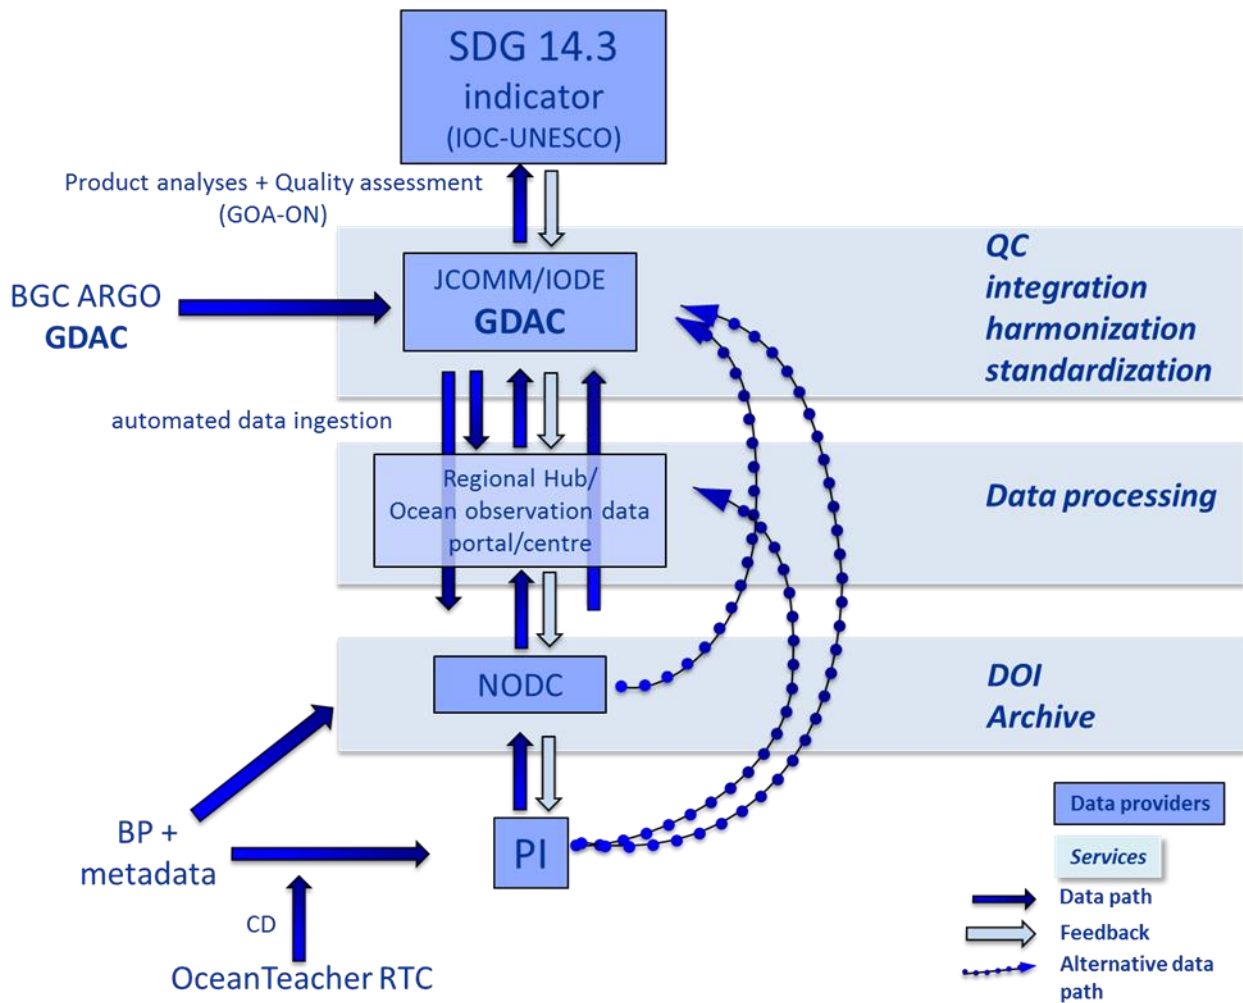 SDG 14.3
indicator
(IOC-UNESCO)
Product analyses + Quality assessment
(GOA-ON)
QC
integration
harmonization
standardization
BGC ARGO
GDAC
JCOMM/IODE
GDAC
automated data ingestion
Regional Hub/
Ocean observation data
portal/centre
Data processing
NODC
DOI
Archive
BP +
metadata
PI
CD
OceanTeacher RTC
Data providers
Services
Data path
Feedback
Alternative data
path